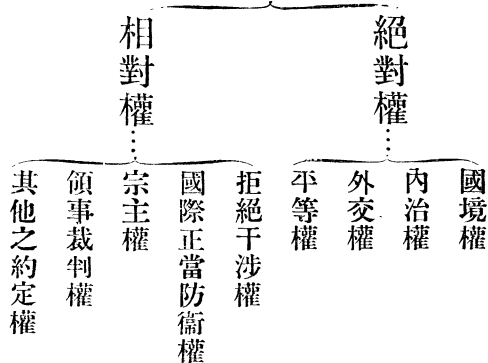 絕對權…
國境權
內治權
外交權
平等權
相對權…
拒絕干涉權
國際正當防衞權
宗主權
領事裁判權
其他之約定權